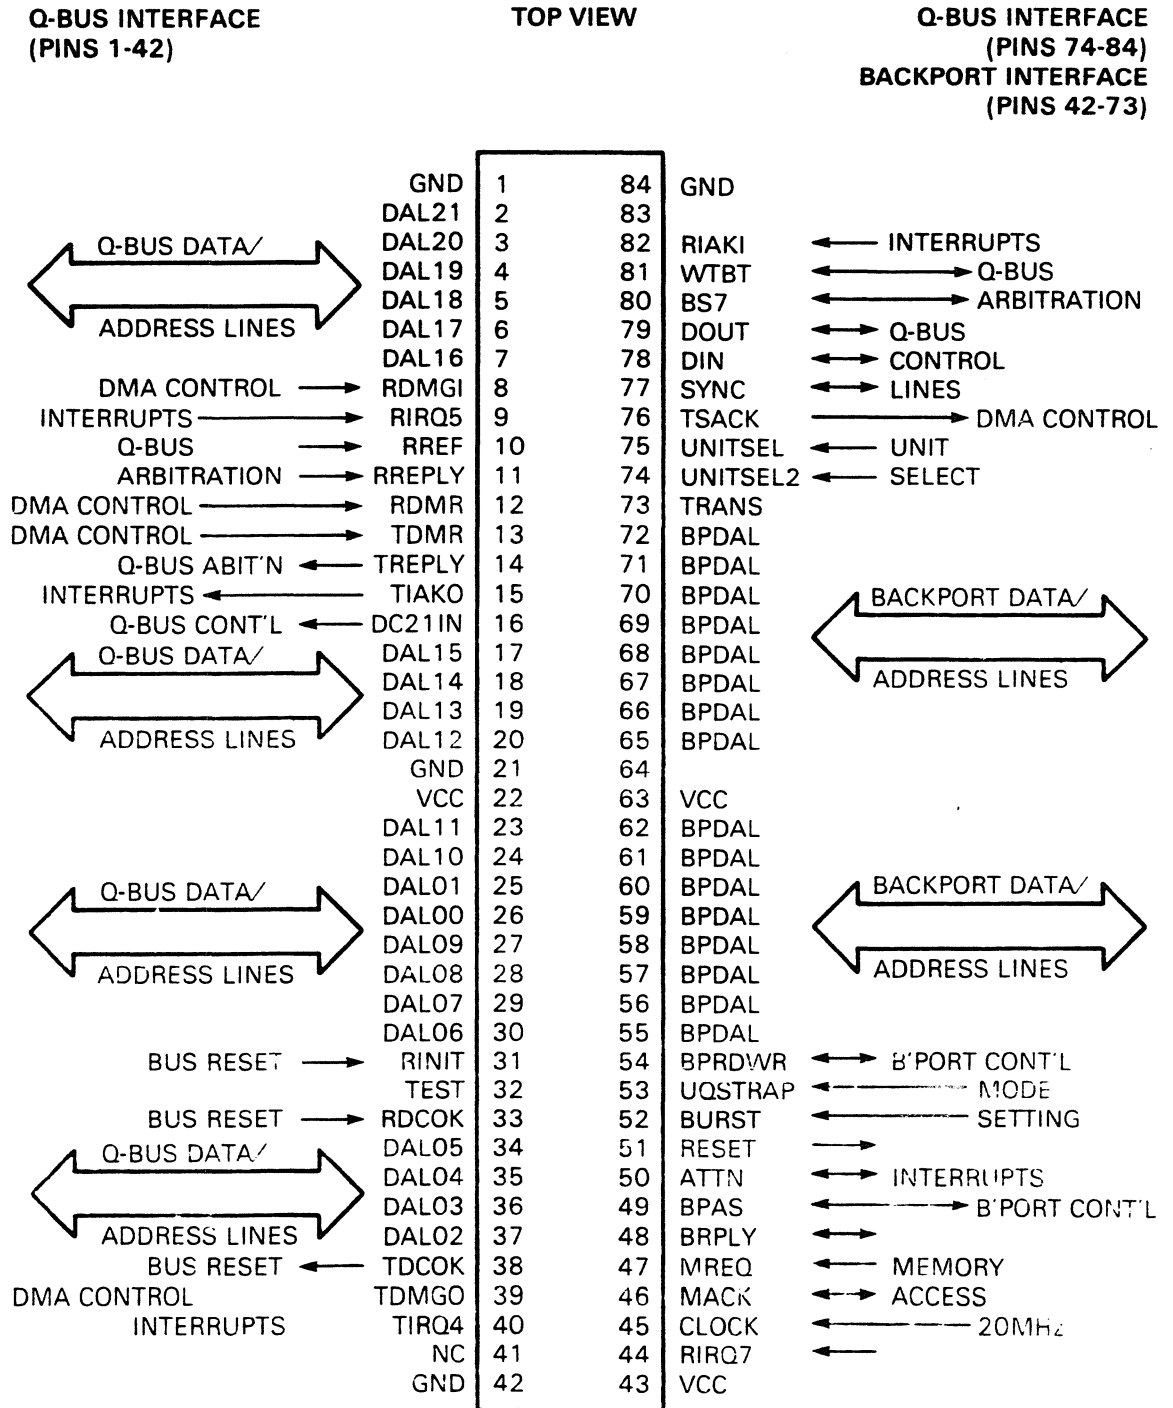 Q-BUS INTERFACE TOP VIEW Q-BUS INTERFACE
(PINS 1-42) (PINS 74-84)
BACKPORT INTERFACE
(PINS 42-73)
GND 1 84 GND
DAL21 2 83
Q-BUS DATA/ DAL20 3 82 RIAKI INTERRUPTS
DAL19 4 81 WTBT Q-BUS
DAL18 5 80 BS7 ARBITRATION
ADDRESS LINES DAL17 6 79 DOUT Q-BUS
DAL16 7 78 DIN CONTROL
DMA CONTROL RDMGI 8 77 SYNC LINES
INTERRUPTS RIRQ5 9 76 TSACK DMA CONTROL
Q-BUS RREF 10 75 UNITSEL UNIT
ARBITRATION RREPLY 11 74 UNITSEL2 SELECT
DMA CONTROL RDMR 12 73 TRANS
DMA CONTROL TDMR 13 72 BPDAL
Q-BUS ABIT'N TREPLY 14 71 BPDAL
INTERRUPTS TIAKO 15 70 BPDAL BACKPORT DATA/
Q-BUS CONT'L DC21IN 16 69 BPDAL
Q-BUS DATA/ DAL15 17 68 BPDAL
DAL14 18 67 BPDAL ADDRESS LINES
DAL13 19 66 BPDAL
ADDRESS LINES DAL12 20 65 BPDAL
GND 21 64
VCC 22 63 VCC
DAL11 23 62 BPDAL
DAL10 24 61 BPDAL
Q-BUS DATA/ DAL01 25 60 BPDAL BACKPORT DATA/
DAL00 26 59 BPDAL
DAL09 27 58 BPDAL
ADDRESS LINES DAL08 28 57 BPDAL ADDRESS LINES
DAL07 29 56 BPDAL
DAL06 30 55 BPDAL
BUS RESET RINIT 31 54 BPRDWR B'PORT CONT'L
TEST 32 53 UQSTRAP MODE
BUS RESET RDCOK 33 52 BURST SETTING
Q-BUS DATA/ DAL05 34 51 RESET
DAL04 35 50 ATTN INTERRUPTS
DAL03 36 49 BPAS B'PORT CONT'L
ADDRESS LINES DAL02 37 48 BRPLY
BUS RESET TDCOK 38 47 MREQ MEMORY
DMA CONTROL TDMGO 39 46 MACK ACCESS
INTERRUPTS TIRQ4 40 45 CLOCK 20MHz
NC 41 44 RIRQ7
GND 42 43 VCC